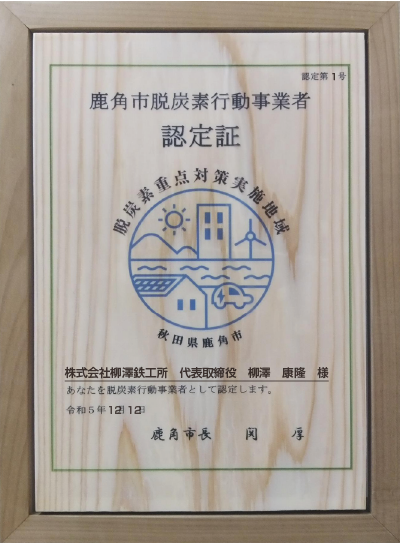 認定第1号
鹿角市脱炭素行動事業者
認定証
脱炭素重点対策実施地域
秋田県鹿角市
株式会社柳澤鉄工所 代表取締役 柳澤 康隆 様
あなたを脱炭素行動事業者として認定します。
令和5年12月12日
鹿角市長 関 厚